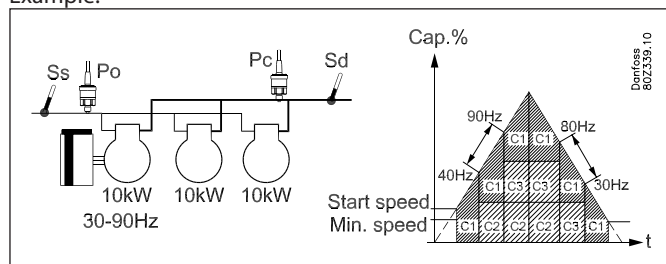 Example:
Ss
Po
Pc
Sd
10kW
10kW
10kW
30-90Hz
Cap.%
Danfoss
80Z339.10
90Hz
80Hz
40Hz
30Hz
C1 C1
C1 C3 C3 C1
Start speed
Min. speed
C1 C2 C2 C2 C3 C1
t